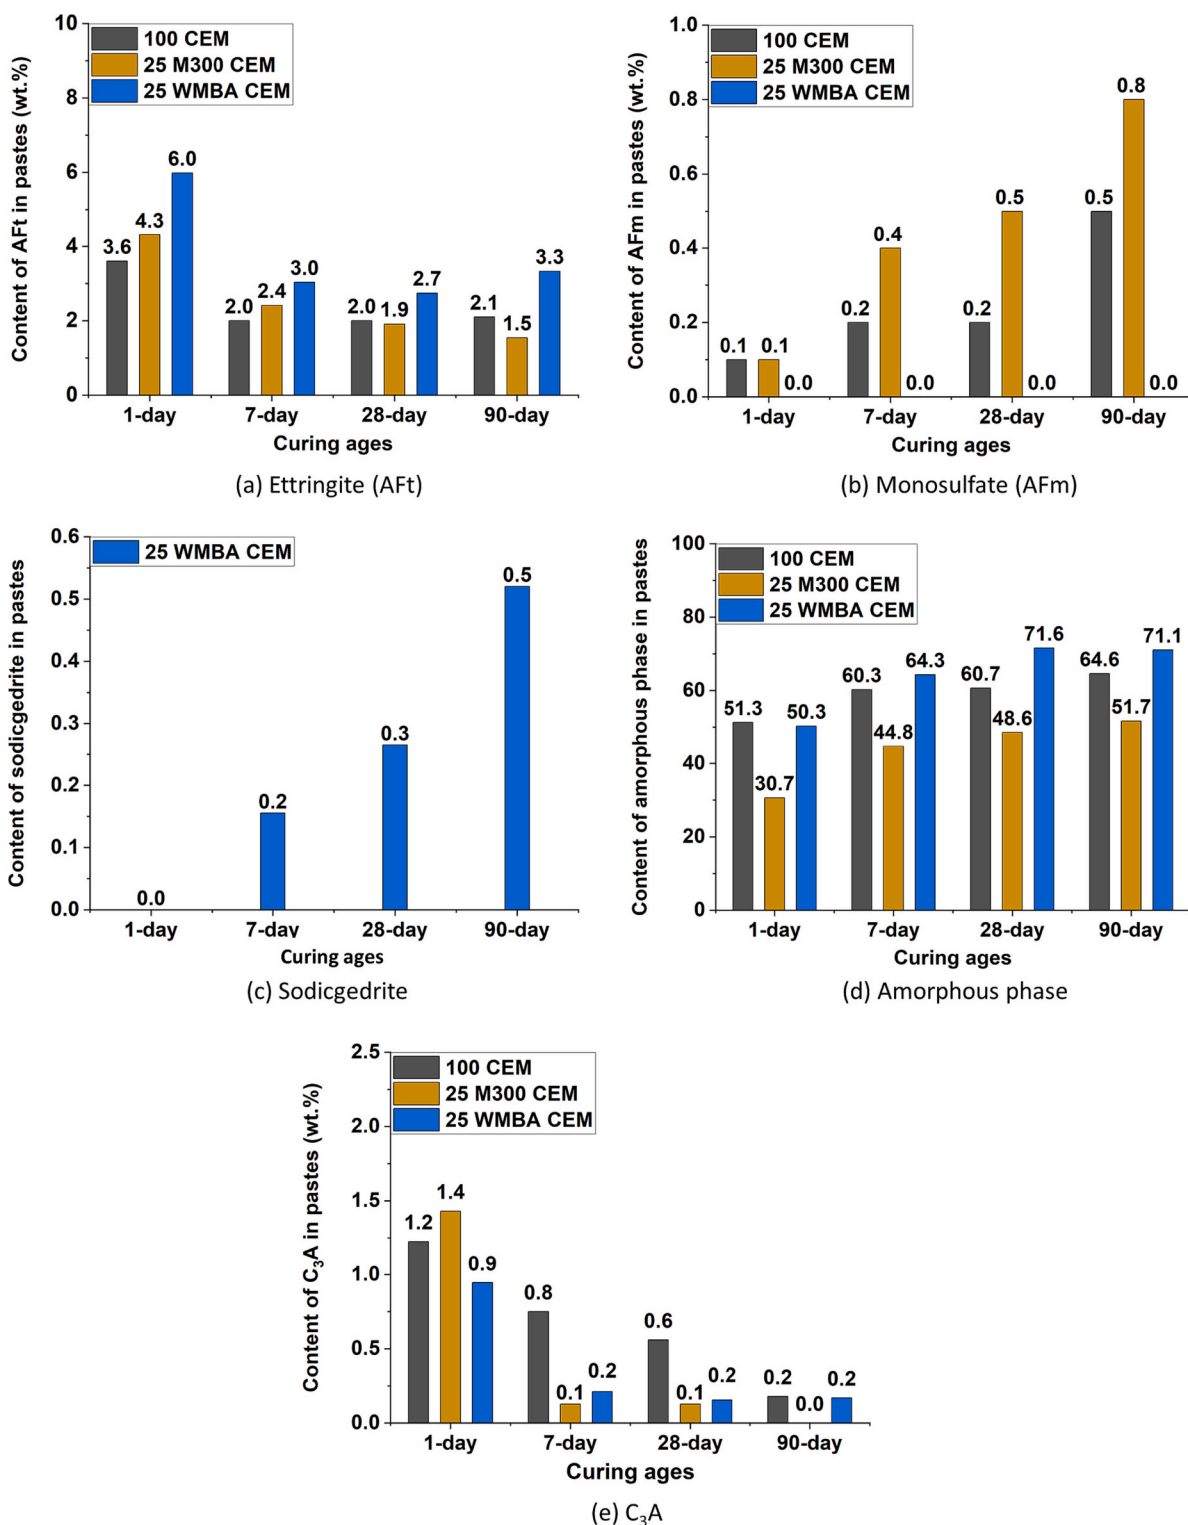 Content of AFt in pastes (wt.%)
10
8
6
4
2
0
100 CEM
25 M300 CEM
25 WMBA CEM
3.6
4.3
6.0
2.0
2.4
3.0
2.0
1.9
2.7
2.1
1.5
3.3
1-day
7-day
28-day
90-day
Curing ages
(a) Ettringite (AFt)
Content of AFm in pastes (wt.%)
1.0
0.8
0.6
0.4
0.2
0.0
100 CEM
25 M300 CEM
25 WMBA CEM
0.1
0.1
0.0
0.2
0.4
0.0
0.2
0.5
0.0
0.5
0.8
0.0
1-day
7-day
28-day
90-day
Curing ages
(b) Monosulfate (AFm)
Content of sodicgedrite in pastes
0.6
0.5
0.4
0.3
0.2
0.1
0.0
25 WMBA CEM
0.0
0.2
0.3
0.5
1-day
7-day
28-day
90-day
Curing ages
(c) Sodicgedrite
Content of amorphous phase in pastes
100
80
60
40
20
0
100 CEM
25 M300 CEM
25 WMBA CEM
51.3
30.7
50.3
60.3
44.8
64.3
60.7
48.6
71.6
64.6
51.7
71.1
1-day
7-day
28-day
90-day
Curing ages
(d) Amorphous phase
Content of C₃A in pastes (wt.%)
2.5
2.0
1.5
1.0
0.5
0.0
100 CEM
25 M300 CEM
25 WMBA CEM
1.2
1.4
0.9
0.8
0.1
0.2
0.6
0.1
0.2
0.2
0.0
0.2
1-day
7-day
28-day
90-day
Curing ages
(e) C₃A